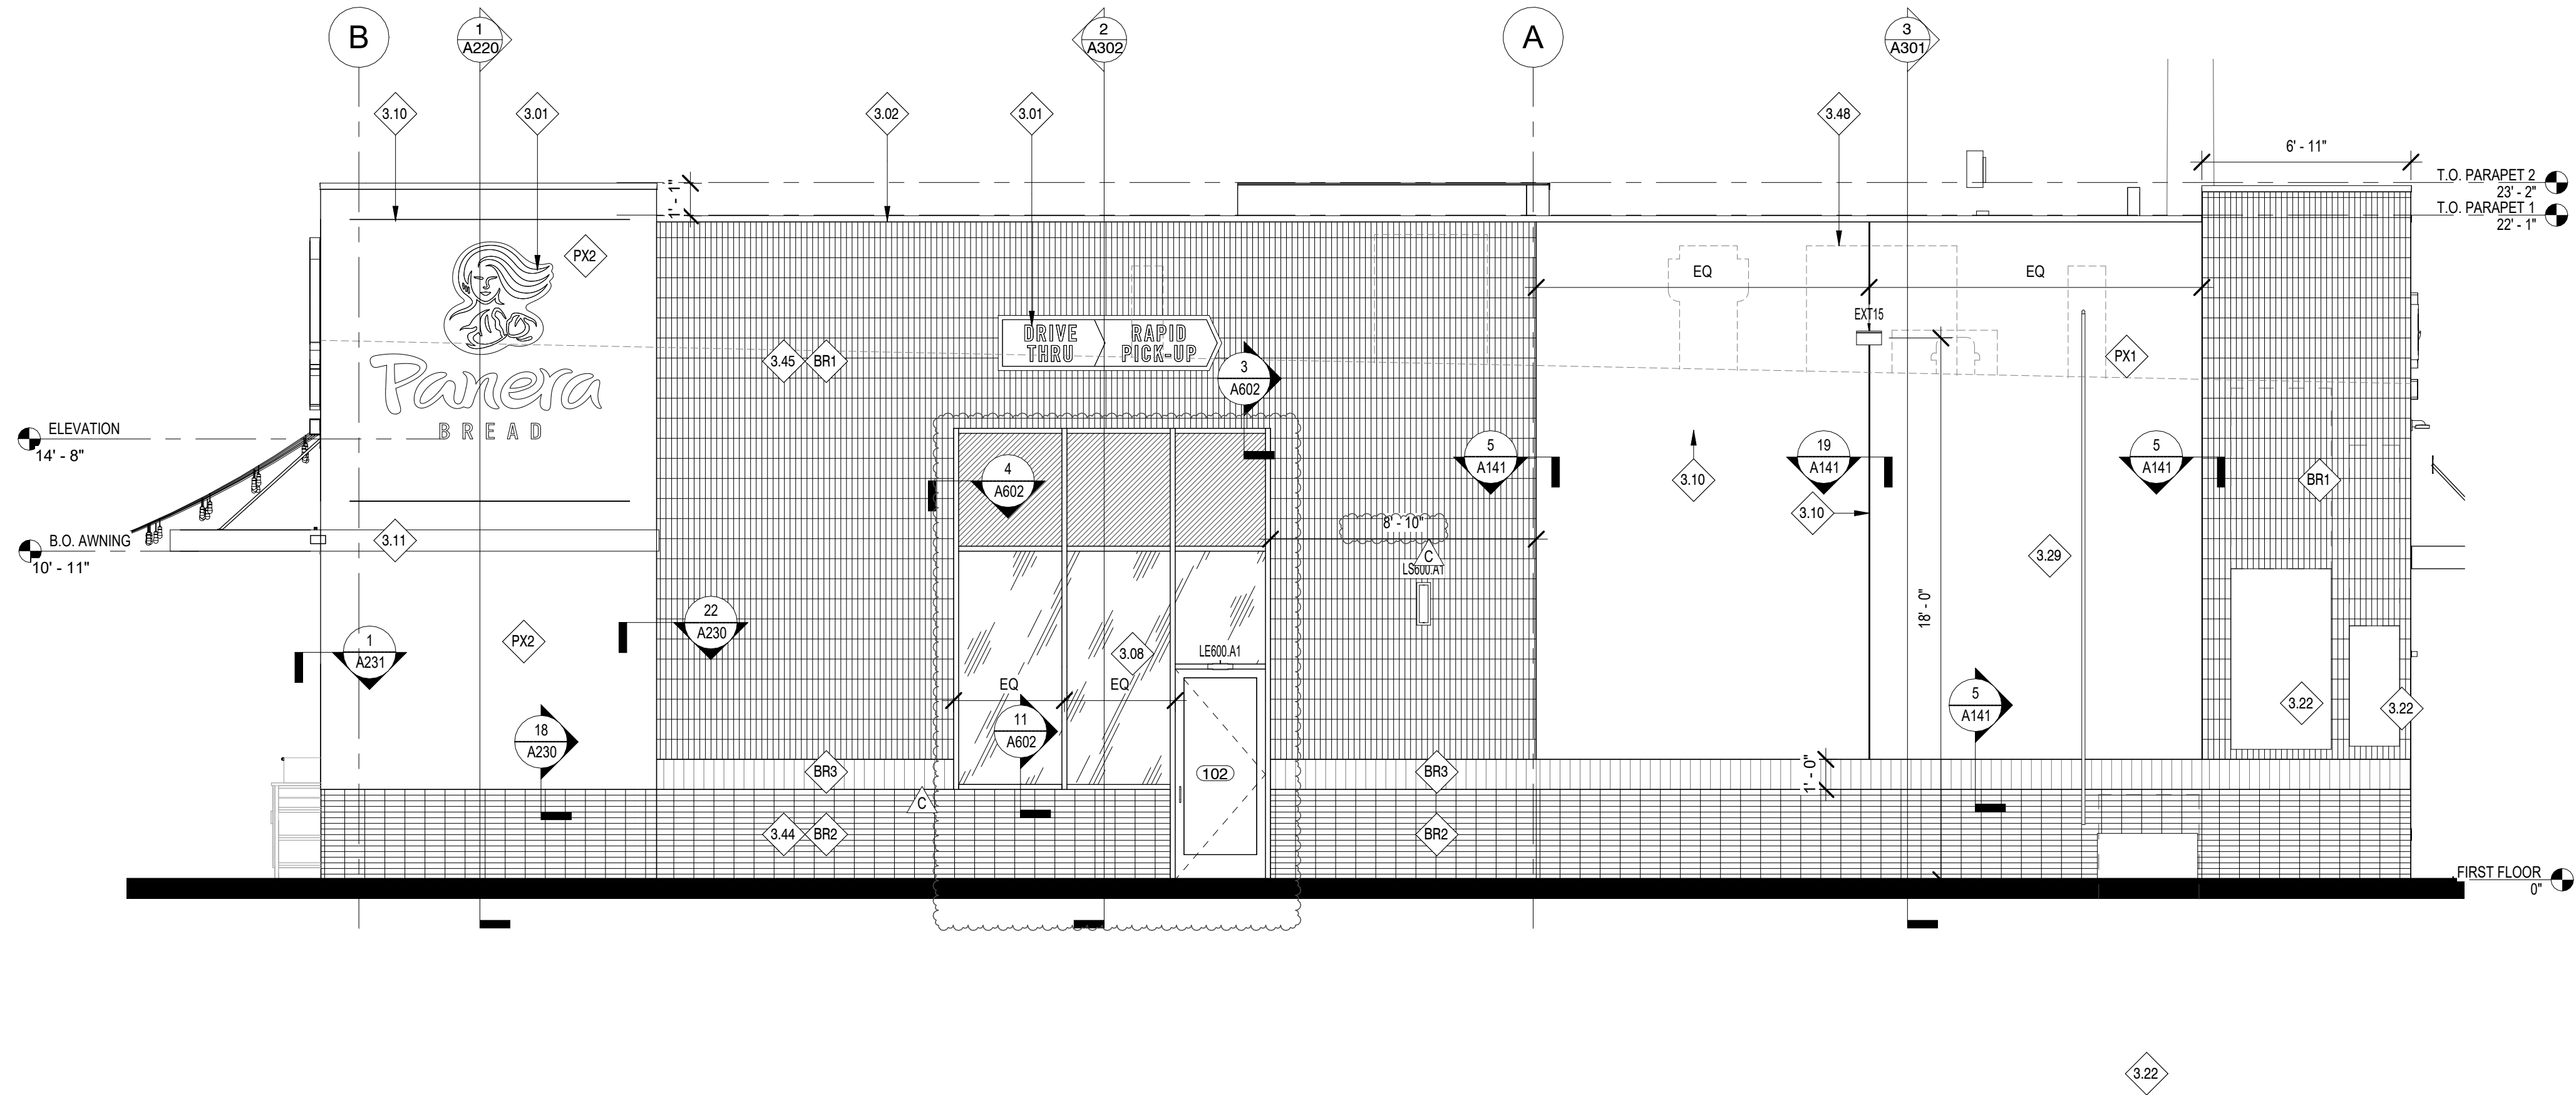 B
1
A220
2
A302
A
3
A301
3.10
3.01
3.02
3.01
3.48
6' - 11"
T.O. PARAPET 2
23' - 2"
T.O. PARAPET 1
22' - 1"
1' - 1"
PX2
EQ
EQ
EXT15
DRIVE
THRU
RAPID
PICK-UP
3.45
BR1
3
A602
PX1
Panera
BREAD
ELEVATION
14' - 8"
4
A602
5
A141
3.10
19
A141
5
A141
BR1
3.10
8' - 10"
C
LS600.A1
B.O. AWNING
10' - 11"
3.11
3.29
18' - 0"
1
A231
PX2
22
A230
3.08
LE600.A1
EQ
EQ
18
A230
11
A602
5
A141
3.22
3.22
102
BR3
BR3
1' - 0"
C
3.44
BR2
BR2
FIRST FLOOR
0"
3.22